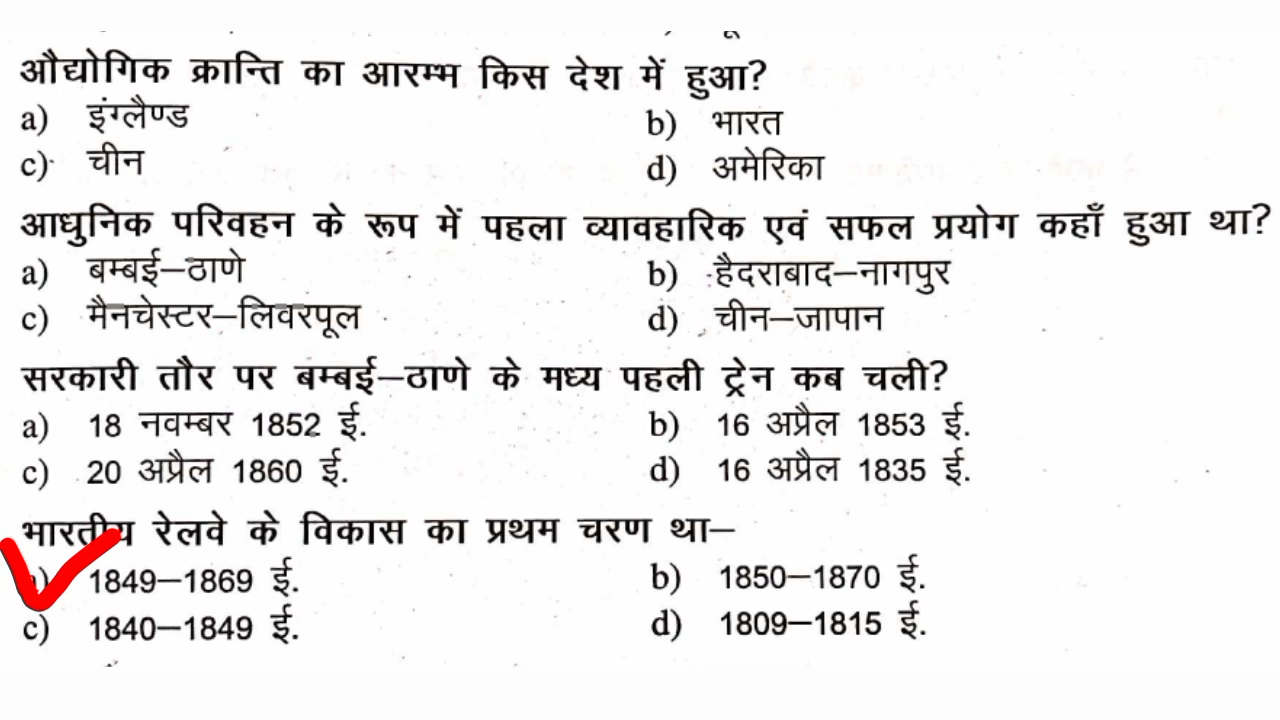 औद्योगिक क्रान्ति का आरम्भ किस देश में हुआ?
a) इंग्लैण्ड b) भारत
c) चीन d) अमेरिका
आधुनिक परिवहन के रूप में पहला व्यावहारिक एवं सफल प्रयोग कहाँ हुआ था?
a) बम्बई–ठाणे b) हैदराबाद–नागपुर
c) मैनचेस्टर–लिवरपूल d) चीन–जापान
सरकारी तौर पर बम्बई–ठाणे के मध्य पहली ट्रेन कब चली?
a) 18 नवम्बर 1852 ई. b) 16 अप्रैल 1853 ई.
c) 20 अप्रैल 1860 ई. d) 16 अप्रैल 1835 ई.
भारतीय रेलवे के विकास का प्रथम चरण था–
1849–1869 ई. b) 1850–1870 ई.
c) 1840–1849 ई. d) 1809–1815 ई.